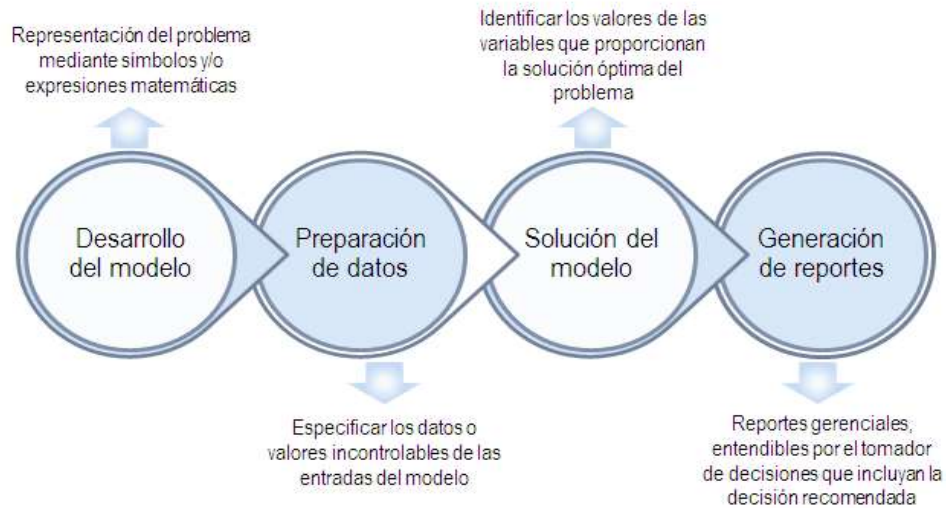 Representación del problema
mediante símbolos y/o
expresiones matemáticas
Identificar los valores de las
variables que proporcionan
la solución óptima del
problema
Desarrollo
del modelo
Preparación
de datos
Solución del
modelo
Generación
de reportes
Especificar los datos o
valores incontrolables de las
entradas del modelo
Reportes gerenciales,
entendibles por el tomador
de decisiones que incluyan la
decisión recomendada